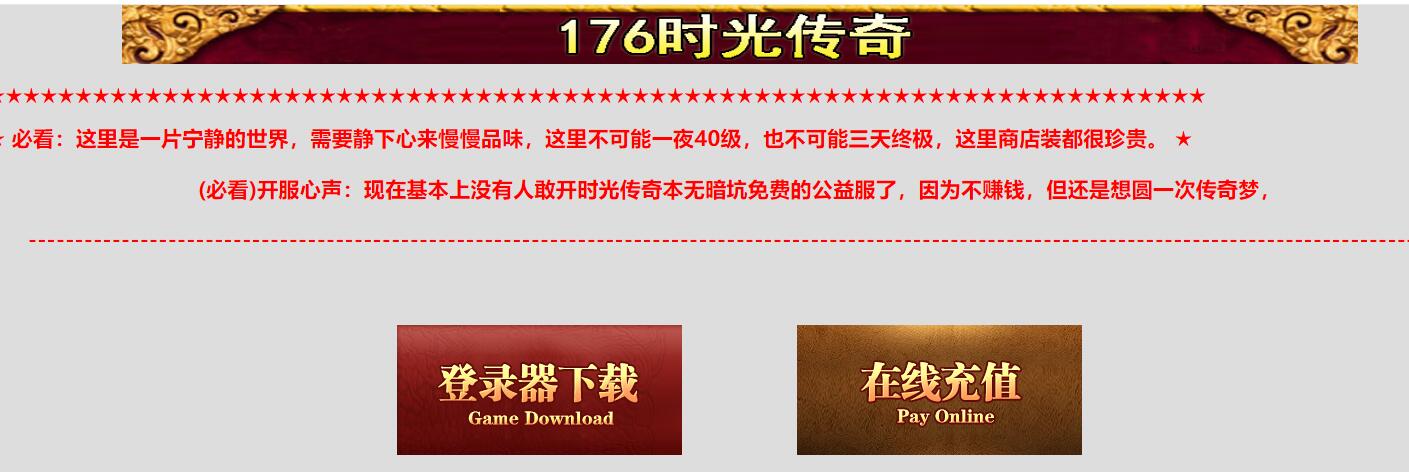 176时光传奇
★★★★★★★★★★★★★★★★★★★★★★★★★★★★★★★★★★★★★★★★★★★★★★★★★★★★★★★★★★★★★★★★★★★★★
★ 必看：这里是一片宁静的世界，需要静下心来慢慢品味，这里不可能一夜40级，也不可能三天终极，这里商店装都很珍贵。 ★
(必看)开服心声：现在基本上没有人敢开时光传奇本无暗坑免费的公益服了，因为不赚钱，但还是想圆一次传奇梦，
登录器下载
Game Download
在线充值
Pay Online